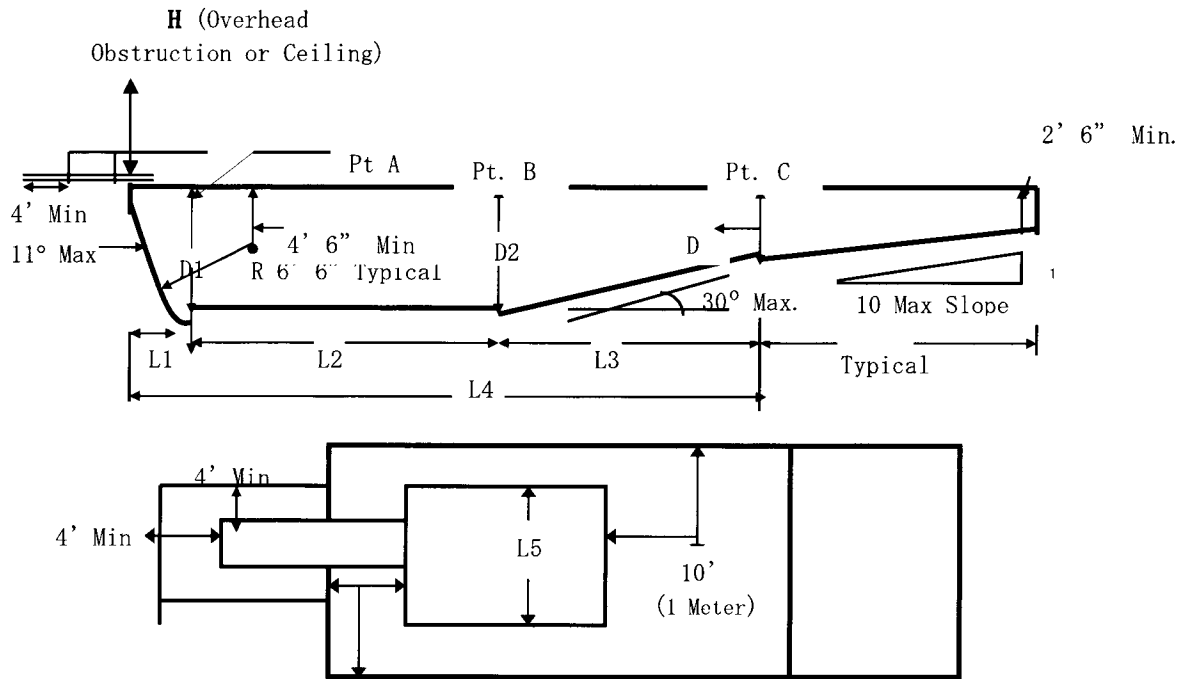 H (Overhead
Obstruction or Ceiling)
2' 6” Min.
Pt A
Pt. B
Pt. C
4' Min
11° Max
D1
4' 6” Min
R 6' 6” Typical
D2
D
30° Max.
10 Max Slope
1
L1
L2
L3
Typical
L4
4' Min
4' Min
L5
10'
(1 Meter)